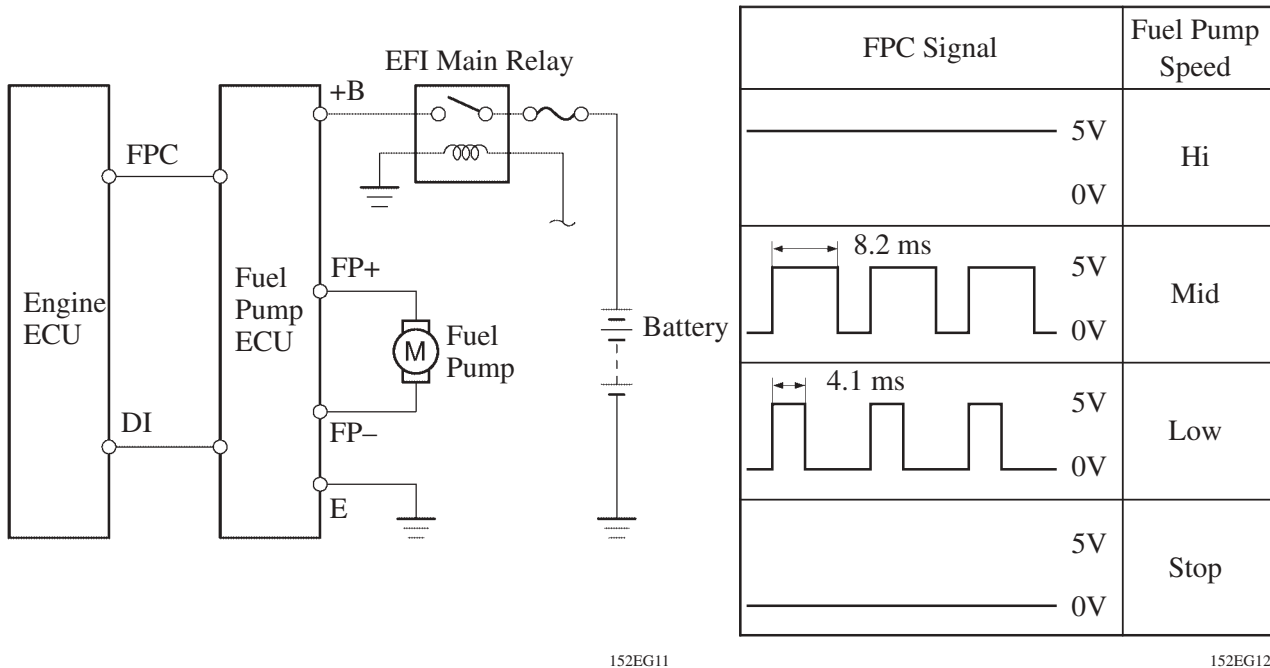 EFI Main Relay
+B
FPC
Engine
ECU
Fuel
Pump
ECU
FP+
M
Fuel
Pump
Battery
FP–
DI
E
152EG11
FPC Signal
Fuel Pump
Speed
5V
0V
Hi
8.2 ms
5V
0V
Mid
4.1 ms
5V
0V
Low
5V
0V
Stop
152EG12